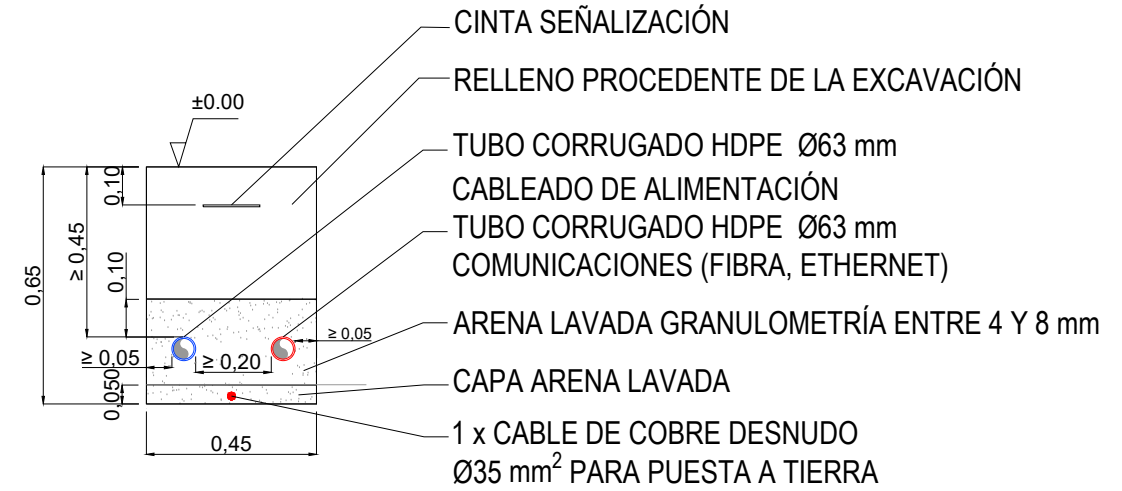 CINTA SEÑALIZACIÓN
RELLENO PROCEDENTE DE LA EXCAVACIÓN
±0.00
TUBO CORRUGADO HDPE Ø63 mm
CABLEADO DE ALIMENTACIÓN
TUBO CORRUGADO HDPE Ø63 mm
COMUNICACIONES (FIBRA, ETHERNET)
ARENA LAVADA GRANULOMETRÍA ENTRE 4 Y 8 mm
CAPA ARENA LAVADA
1 x CABLE DE COBRE DESNUDO
Ø35 mm² PARA PUESTA A TIERRA
0,10
≥ 0,45
0,10
0,65
≥ 0,05
≥ 0,05
≥ 0,20
0,050
0,45